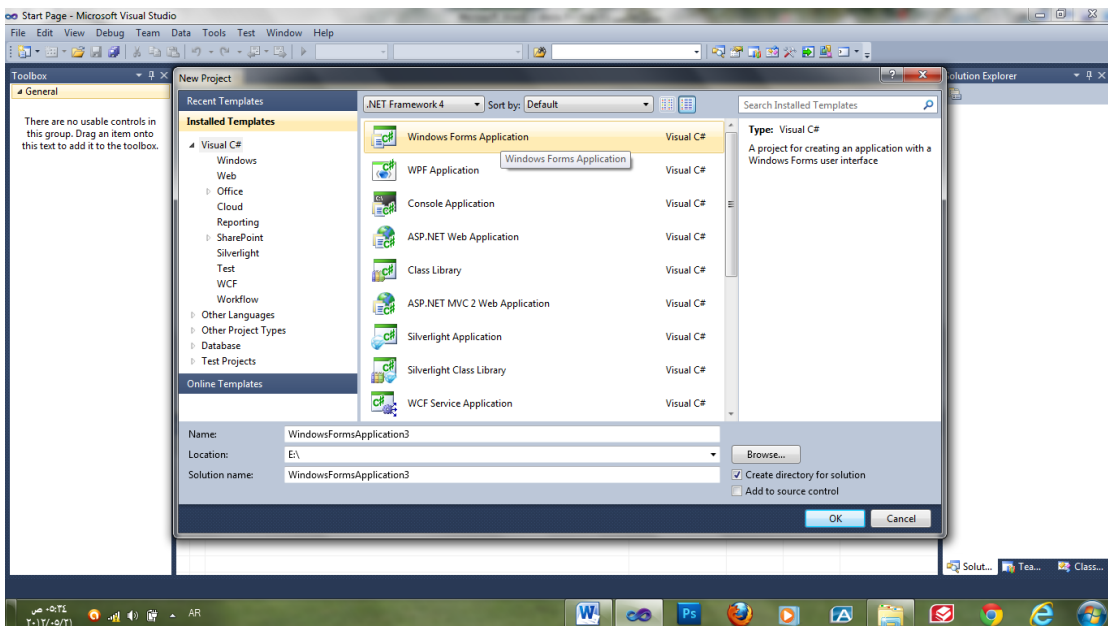 Start Page - Microsoft Visual Studio
File Edit View Debug Team Data Tools Test Window Help
Toolbox
General
There are no usable controls in
this group. Drag an item onto
this text to add it to the toolbox.
New Project
Recent Templates
Installed Templates
Visual C#
Windows
Web
Office
Cloud
Reporting
SharePoint
Silverlight
Test
WCF
Workflow
Other Languages
Other Project Types
Database
Test Projects
Online Templates
.NET Framework 4 Sort by: Default
Windows Forms Application Visual C#
Windows Forms Application
WPF Application Visual C#
Console Application Visual C#
ASP.NET Web Application Visual C#
Class Library Visual C#
ASP.NET MVC 2 Web Application Visual C#
Silverlight Application Visual C#
Silverlight Class Library Visual C#
WCF Service Application Visual C#
Search Installed Templates
Type: Visual C#
A project for creating an application with a
Windows Forms user interface
Name: WindowsFormsApplication3
Location: E:\
Solution name: WindowsFormsApplication3
Browse...
Create directory for solution
Add to source control
OK Cancel
olution Explorer
Solut... Tea... Class...
٠٥:٣٤ ص
٢٠١٢/٠٥/٢١
AR
W
Ps